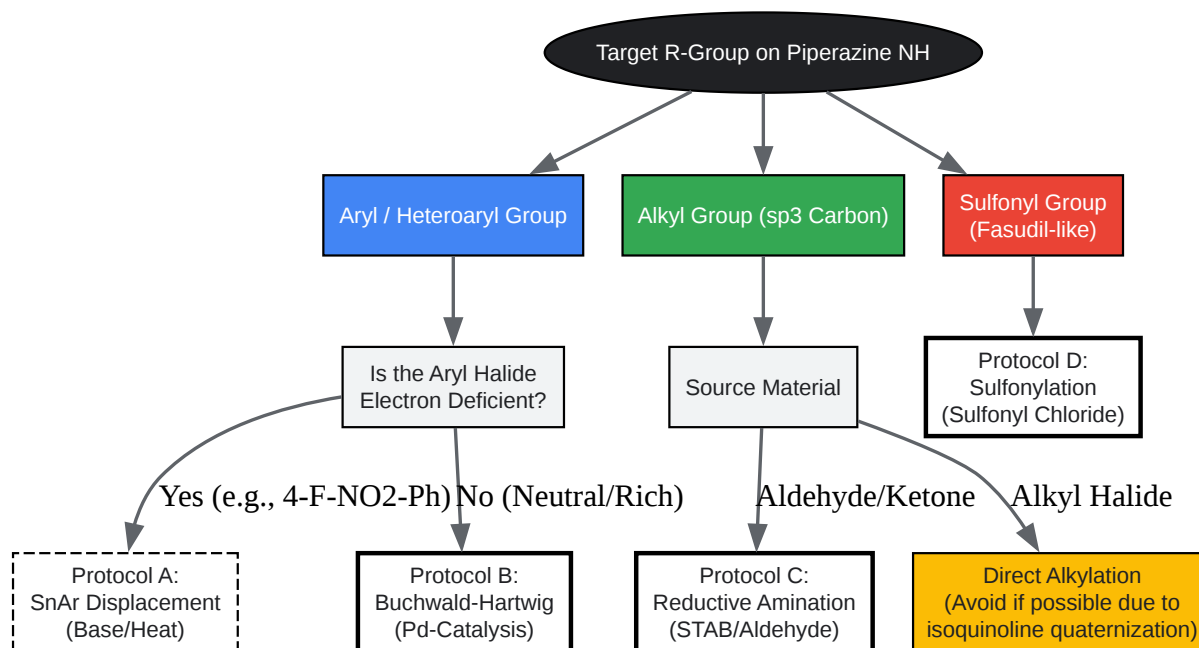 Target R-Group on Piperazine NH
Aryl / Heteroaryl Group
Alkyl Group (sp3 Carbon)
Sulfonyl Group
(Fasudil-like)
Is the Aryl Halide
Electron Deficient?
Source Material
Protocol D:
Sulfonylation
(Sulfonyl Chloride)
Yes (e.g., 4-F-NO2-Ph)
No (Neutral/Rich)
Aldehyde/Ketone
Alkyl Halide
Protocol A:
SnAr Displacement
(Base/Heat)
Protocol B:
Buchwald-Hartwig
(Pd-Catalysis)
Protocol C:
Reductive Amination
(STAB/Aldehyde)
Direct Alkylation
(Avoid if possible due to
isoquinoline quaternization)